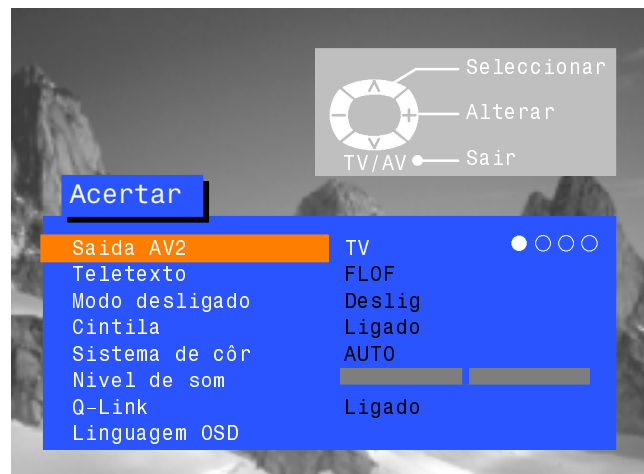 Seleccionar
Alterar
TV/AV Sair
Acertar
Saida AV2 TV
Teletexto FLOF
Modo desligado Deslig
Cintila Ligado
Sistema de côr AUTO
Nivel de som
Q-Link Ligado
Linguagem OSD